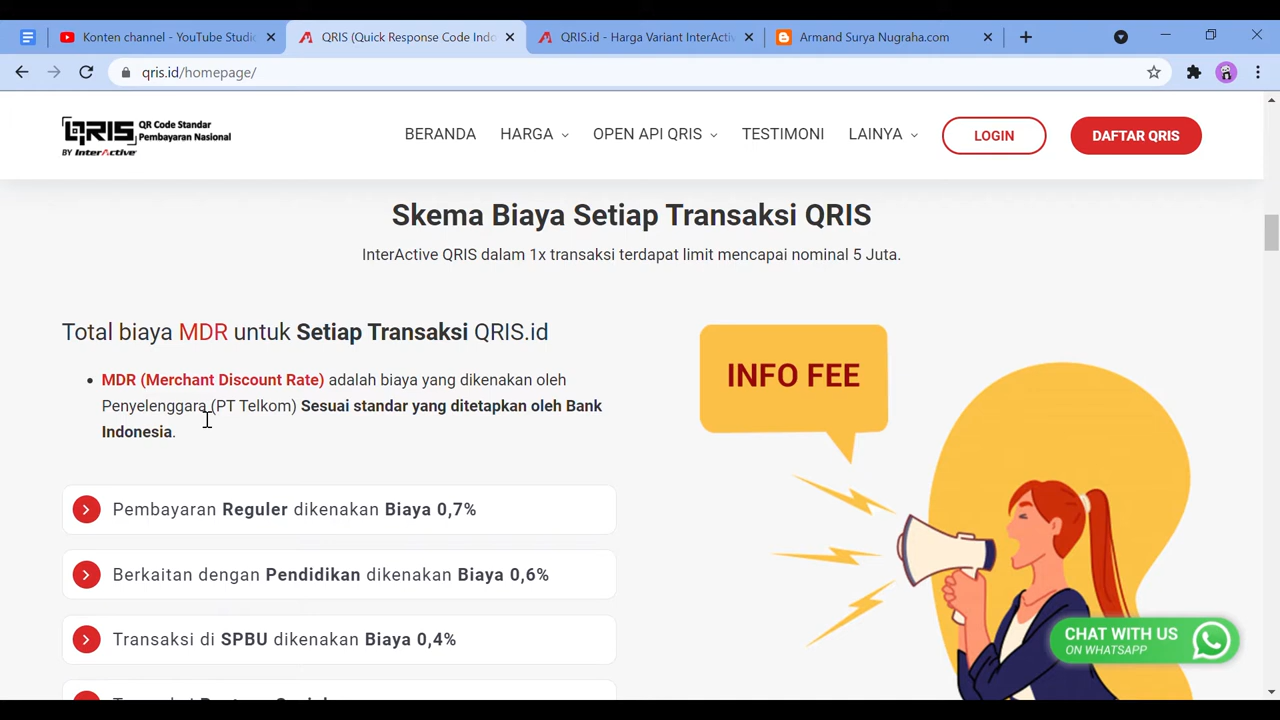 Konten channel - YouTube Studio
QRIS (Quick Response Code Indo
QRIS.id - Harga Variant InterActiv
Armand Surya Nugraha.com
qris.id/homepage/
QRIS
QR Code Standar
Pembayaran Nasional
BY InterActive
BERANDA
HARGA
OPEN API QRIS
TESTIMONI
LAINYA
LOGIN
DAFTAR QRIS
Skema Biaya Setiap Transaksi QRIS
InterActive QRIS dalam 1x transaksi terdapat limit mencapai nominal 5 Juta.
Total biaya MDR untuk Setiap Transaksi QRIS.id
MDR (Merchant Discount Rate) adalah biaya yang dikenakan oleh
Penyelenggara (PT Telkom) Sesuai standar yang ditetapkan oleh Bank
Indonesia.
INFO FEE
Pembayaran Reguler dikenakan Biaya 0,7%
Berkaitan dengan Pendidikan dikenakan Biaya 0,6%
Transaksi di SPBU dikenakan Biaya 0,4%
CHAT WITH US
ON WHATSAPP